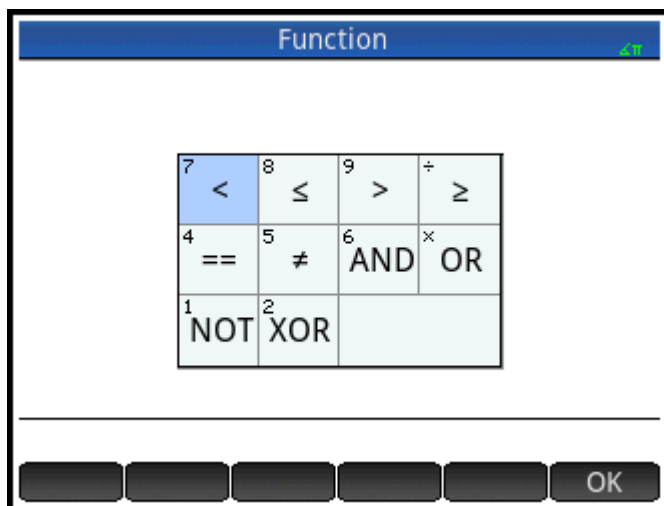 Function
∡π
7 < 8 ≤ 9 > ÷ ≥
4 == 5 ≠ 6 AND × OR
1 NOT 2 XOR
OK